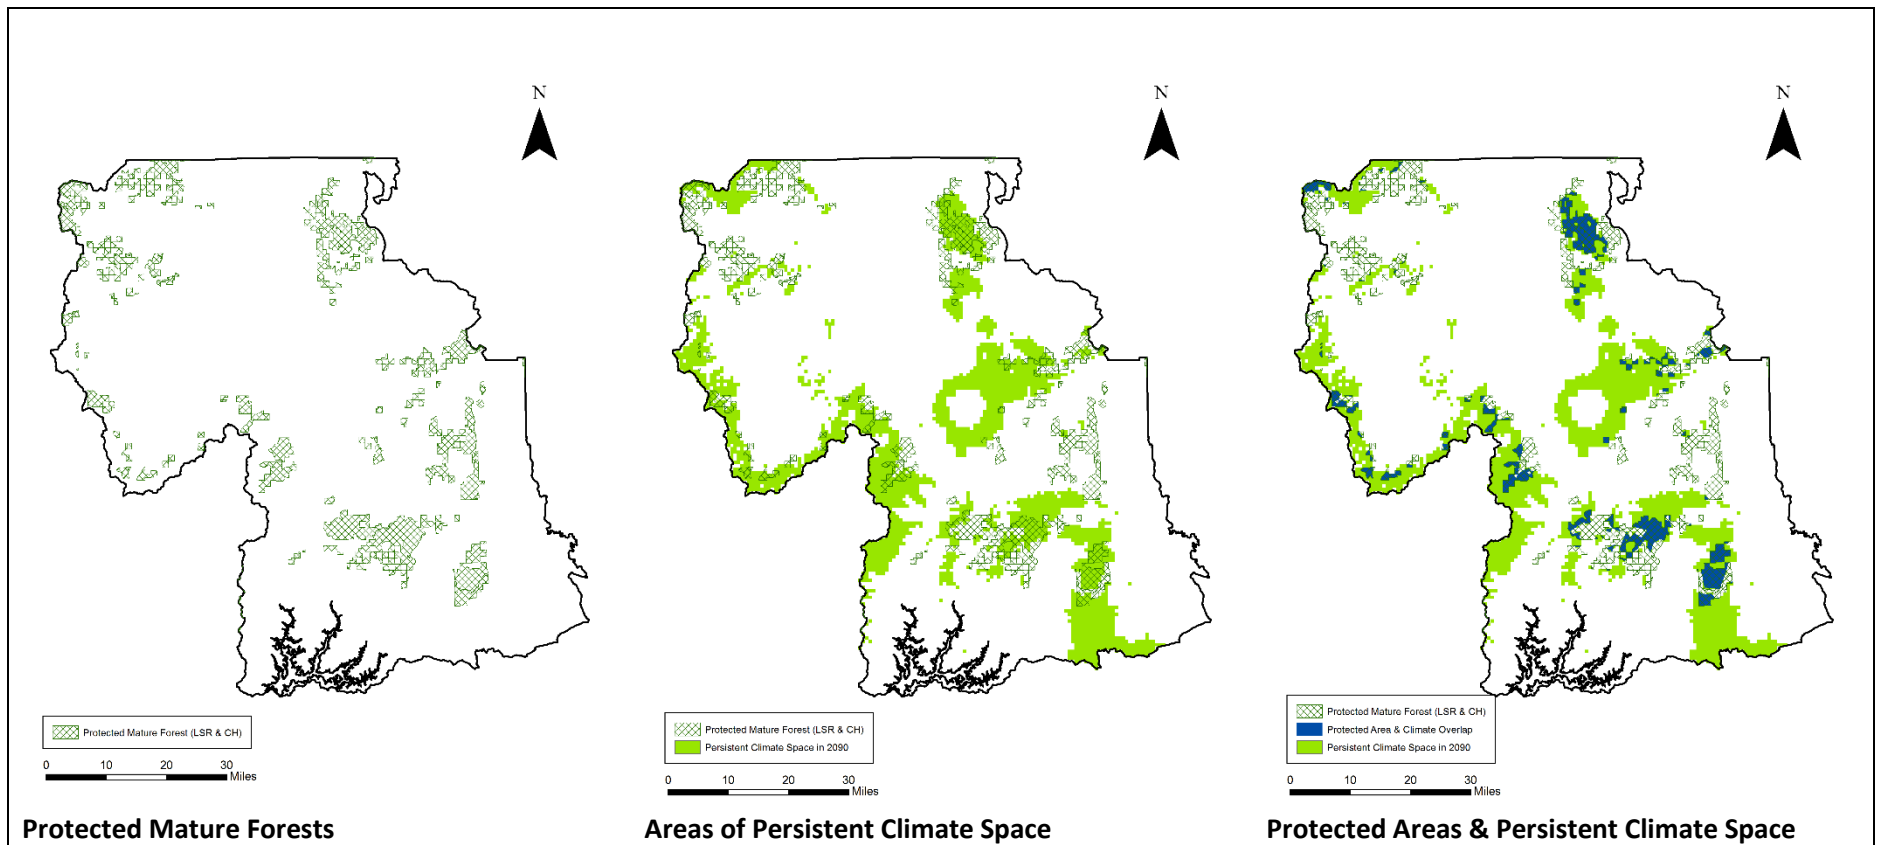 N
N
N
Protected Mature Forest (LSR & CH)
0 10 20 30
Miles
Protected Mature Forests
Protected Mature Forest (LSR & CH)
Persistent Climate Space in 2090
0 10 20 30
Miles
Areas of Persistent Climate Space
Protected Mature Forest (LSR & CH)
Protected Area & Climate Overlap
Persistent Climate Space in 2090
0 10 20 30
Miles
Protected Areas & Persistent Climate Space